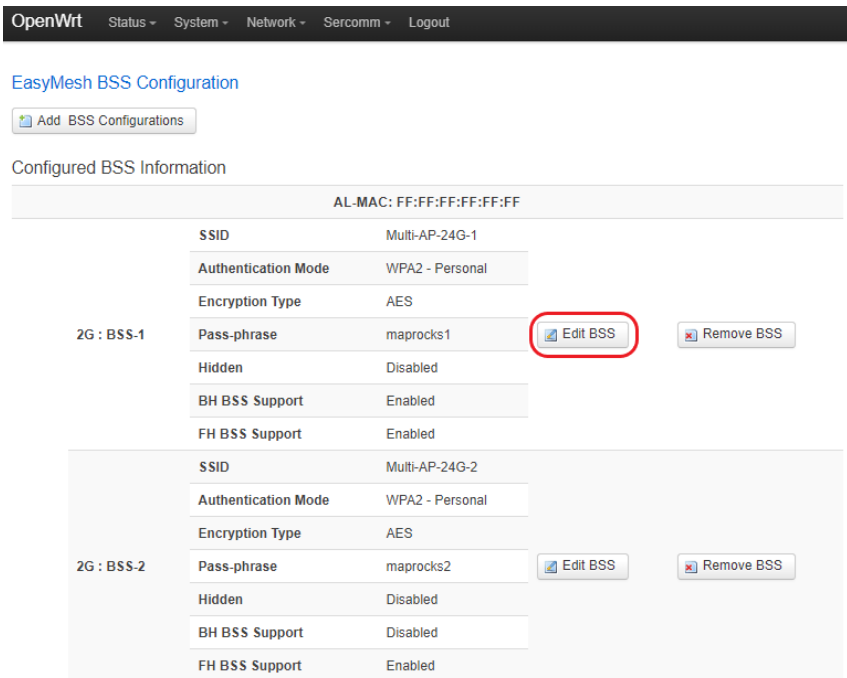 OpenWrt Status System Network Sercomm Logout
EasyMesh BSS Configuration
Add BSS Configurations
Configured BSS Information
AL-MAC: FF:FF:FF:FF:FF:FF
SSID Multi-AP-24G-1
Authentication Mode WPA2 - Personal
Encryption Type AES
2G : BSS-1 Pass-phrase maprocks1 Edit BSS Remove BSS
Hidden Disabled
BH BSS Support Enabled
FH BSS Support Enabled
SSID Multi-AP-24G-2
Authentication Mode WPA2 - Personal
Encryption Type AES
2G : BSS-2 Pass-phrase maprocks2 Edit BSS Remove BSS
Hidden Disabled
BH BSS Support Disabled
FH BSS Support Enabled